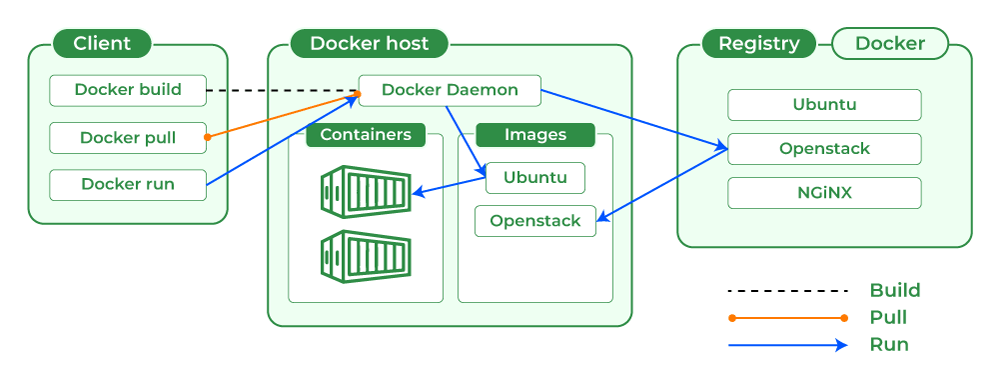 Client
Docker build
Docker pull
Docker run
Docker host
Docker Daemon
Containers
Images
Ubuntu
Openstack
Registry
Docker
Ubuntu
Openstack
NGiNX
Build
Pull
Run